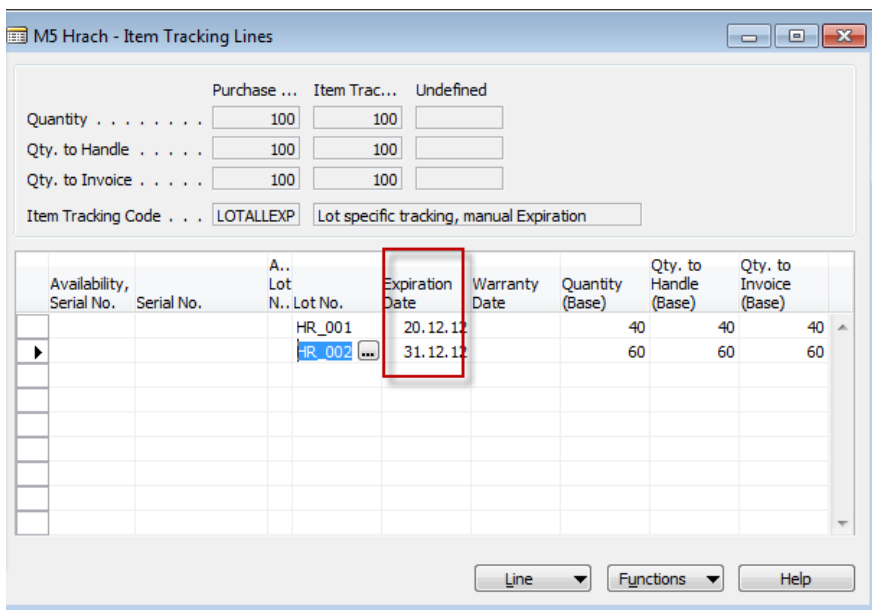 M5 Hrach - Item Tracking Lines
Purchase ... Item Trac... Undefined
Quantity . . . . . . . . 100 100
Qty. to Handle . . . . . 100 100
Qty. to Invoice . . . . . 100 100
Item Tracking Code . . . LOTALLEXP Lot specific tracking, manual Expiration
Availability, Serial No. Serial No. A.. Lot N.. Lot No. Expiration Date Warranty Date Quantity (Base) Qty. to Handle (Base) Qty. to Invoice (Base)
HR_001 20.12.12 40 40 40
HR_002 ... 31.12.12 60 60 60
Line Functions Help